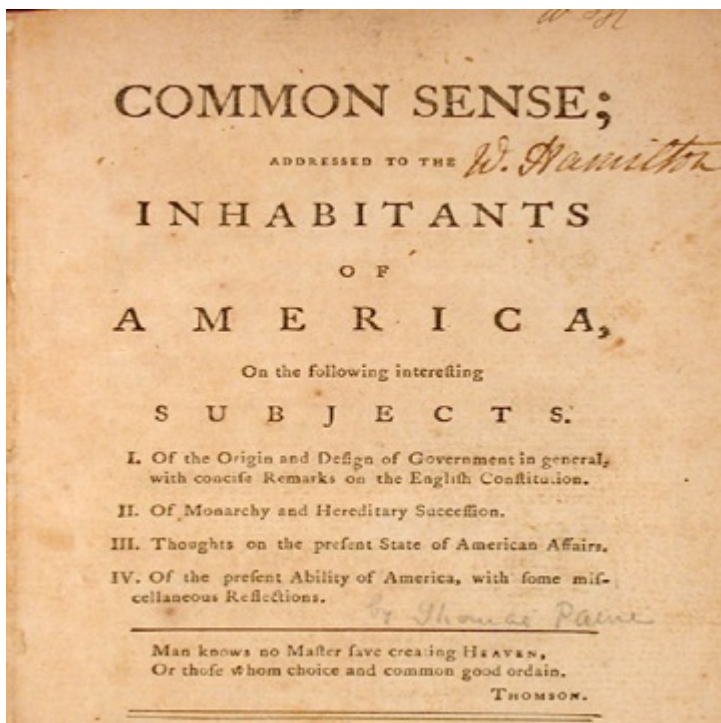 COMMON SENSE;
ADDRESSED TO THE W. Hamilton
INHABITANTS
OF
AMERICA,
On the following intereſting
SUBJECTS.
I. Of the Origin and Deſign of Government in general,
with conciſe Remarks on the Engliſh Conſtitution.
II. Of Monarchy and Hereditary Succeſſion.
III. Thoughts on the preſent State of American Affairs.
IV. Of the preſent Ability of America, with ſome miſ-
cellaneous Reflections.
by Thomas Paine
Man knows no Maſter ſave creating HEAVEN,
Or thoſe whom choice and common good ordain.
THOMSON.